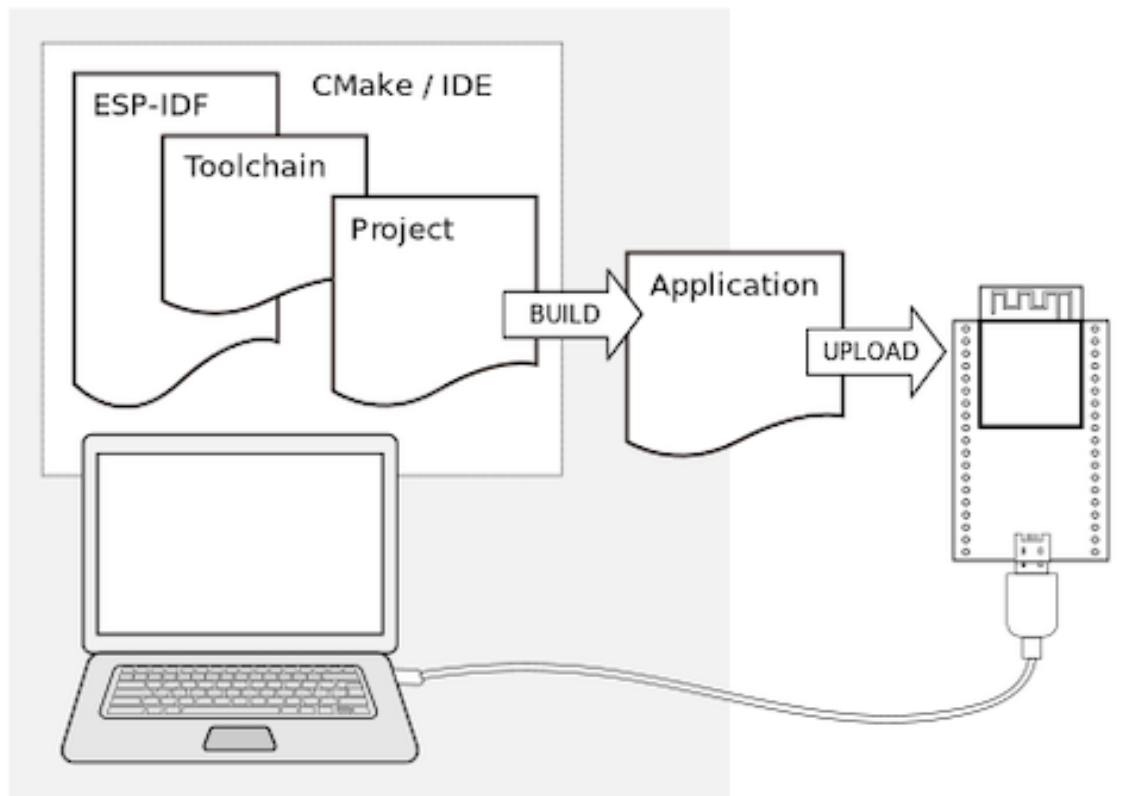 CMake / IDE
ESP-IDF
Toolchain
Project
BUILD
Application
UPLOAD